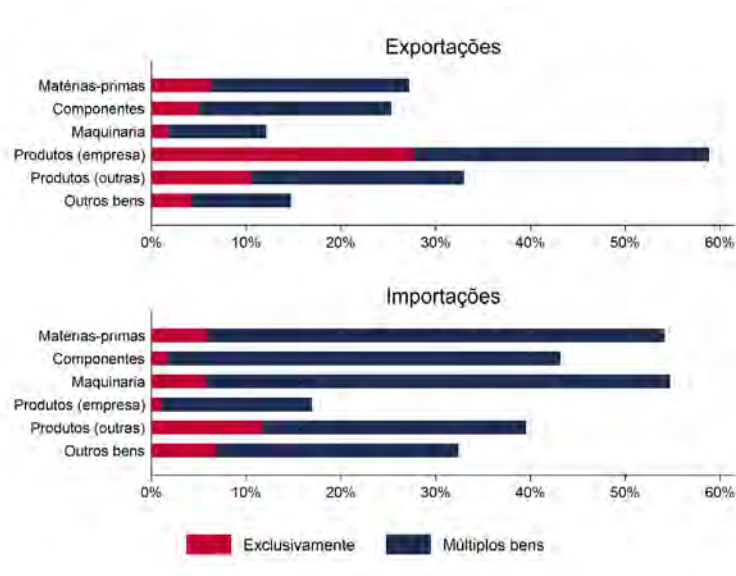 Exportações
Matérias-primas
Componentes
Maquinaria
Produtos (empresa)
Produtos (outras)
Outros bens
0% 10% 20% 30% 40% 50% 60%
Importações
Matérias-primas
Componentes
Maquinaria
Produtos (empresa)
Produtos (outras)
Outros bens
0% 10% 20% 30% 40% 50% 60%
Exclusivamente Múltiplos bens